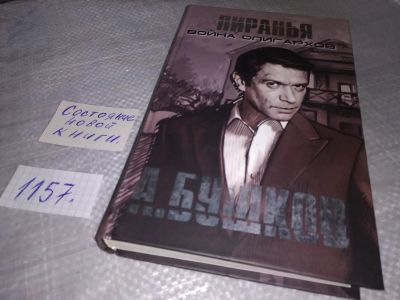 ПИРАНЬЯ
ВОЙНА ОЛИГАРХОВ
А.БУШКОВ
Состояние
новой
книги.
1157.